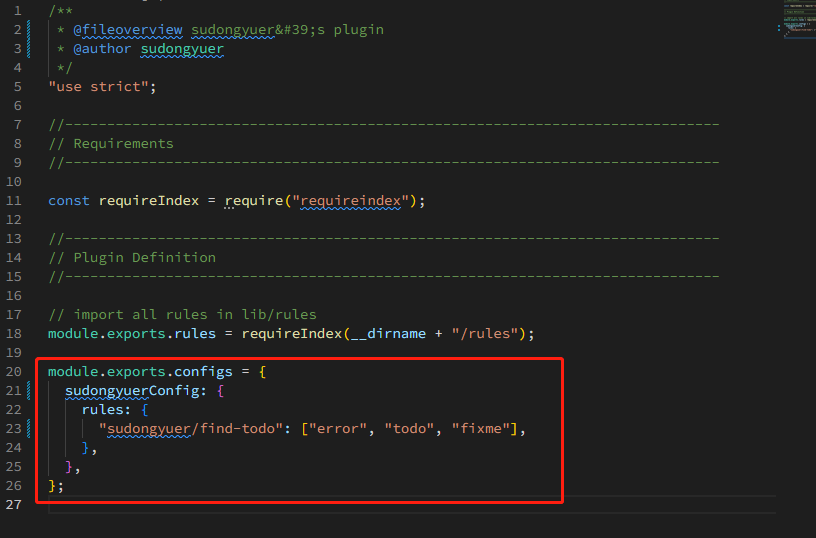 1 /**
2  * @fileoverview sudongyuer&#39;s plugin
3  * @author sudongyuer
4  */
5 "use strict";
6
7 //------------------------------------------------------------------------------
8 // Requirements
9 //------------------------------------------------------------------------------
10
11 const requireIndex = require("requireindex");
12
13 //------------------------------------------------------------------------------
14 // Plugin Definition
15 //------------------------------------------------------------------------------
16
17 // import all rules in lib/rules
18 module.exports.rules = requireIndex(__dirname + "/rules");
19
20 module.exports.configs = {
21   sudongyuerConfig: {
22     rules: {
23       "sudongyuer/find-todo": ["error", "todo", "fixme"],
24     },
25   },
26 };
27